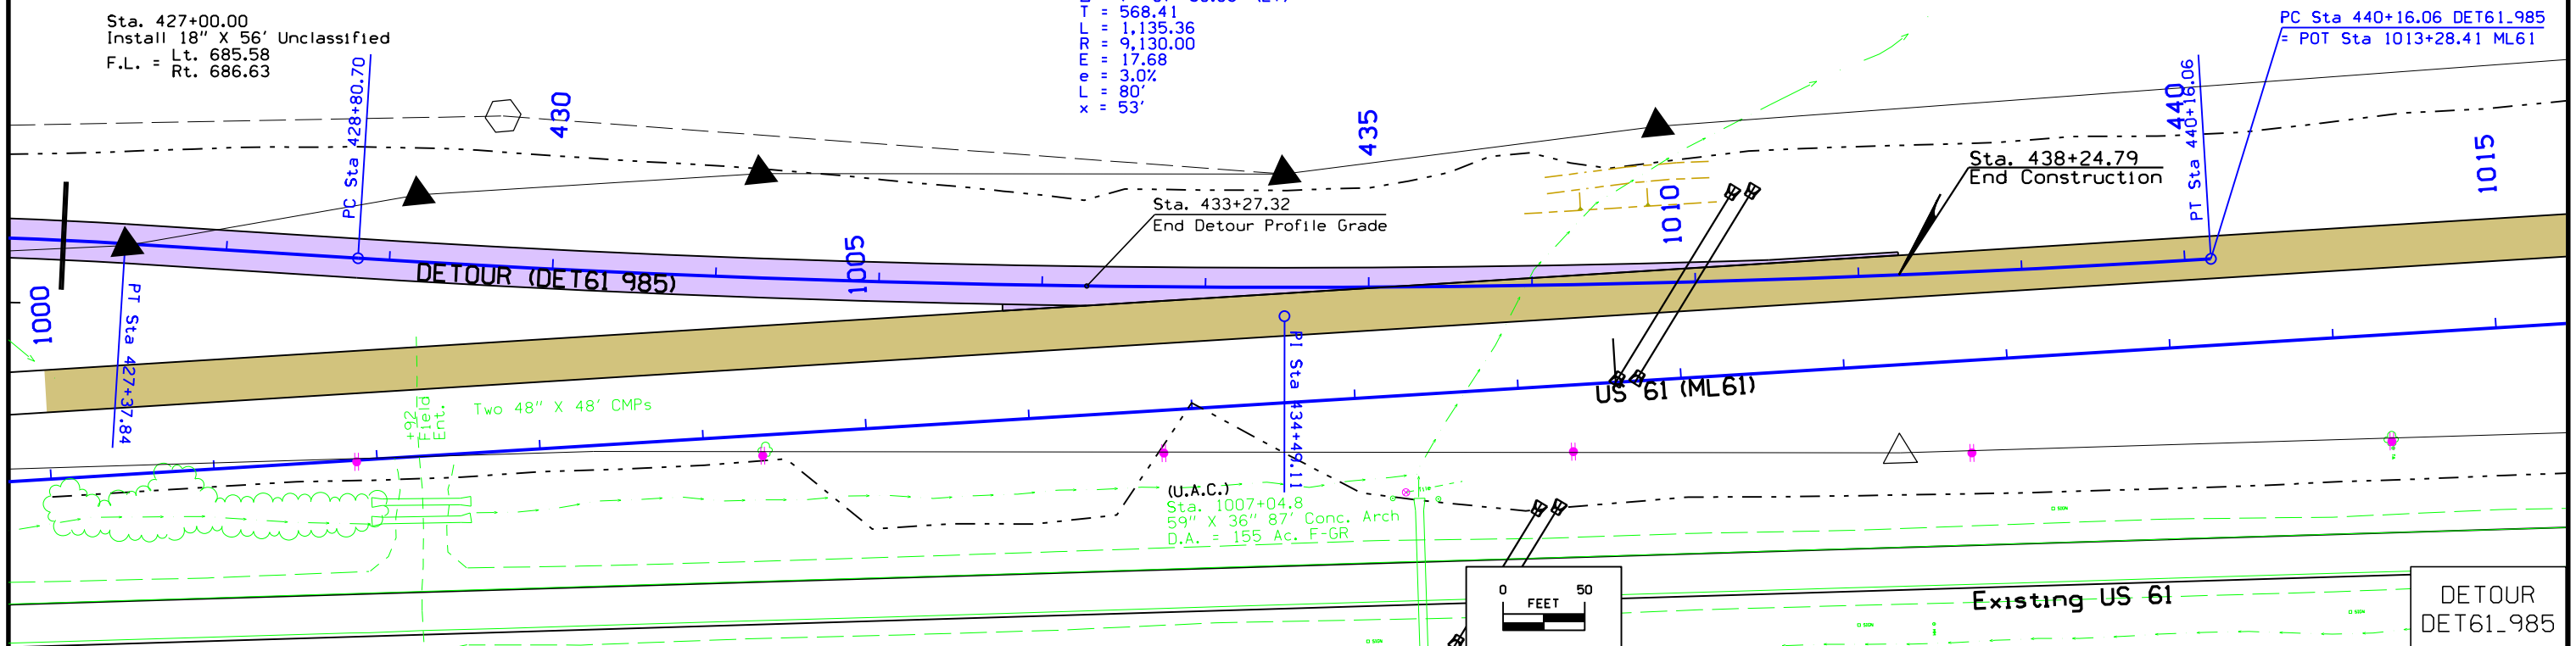 Sta. 427+00.00
Install 18" X 56' Unclassified
F.L. = Lt. 685.58
Rt. 686.63
T = 568.41
L = 1,135.36
R = 9,130.00
E = 17.68
e = 3.0%
L = 80'
x = 53'
PC Sta 440+16.06 DET61_985
= POT Sta 1013+28.41 ML61
PC Sta 428+80.70
430
435
440
PT Sta 440+16.06
1015
Sta. 438+24.79
End Construction
Sta. 433+27.32
End Detour Profile Grade
1010
1005
1000
DETOUR (DET61_985)
PT Sta 427+37.84
PI Sta 434+49.11
US 61 (ML61)
+92
Field
Ent.
Two 48" X 48' CMPs
(U.A.C.)
Sta. 1007+04.8
59" X 36" 87' Conc. Arch
D.A. = 155 Ac. F-GR
0 50
FEET
Existing US 61
DETOUR
DET61_985